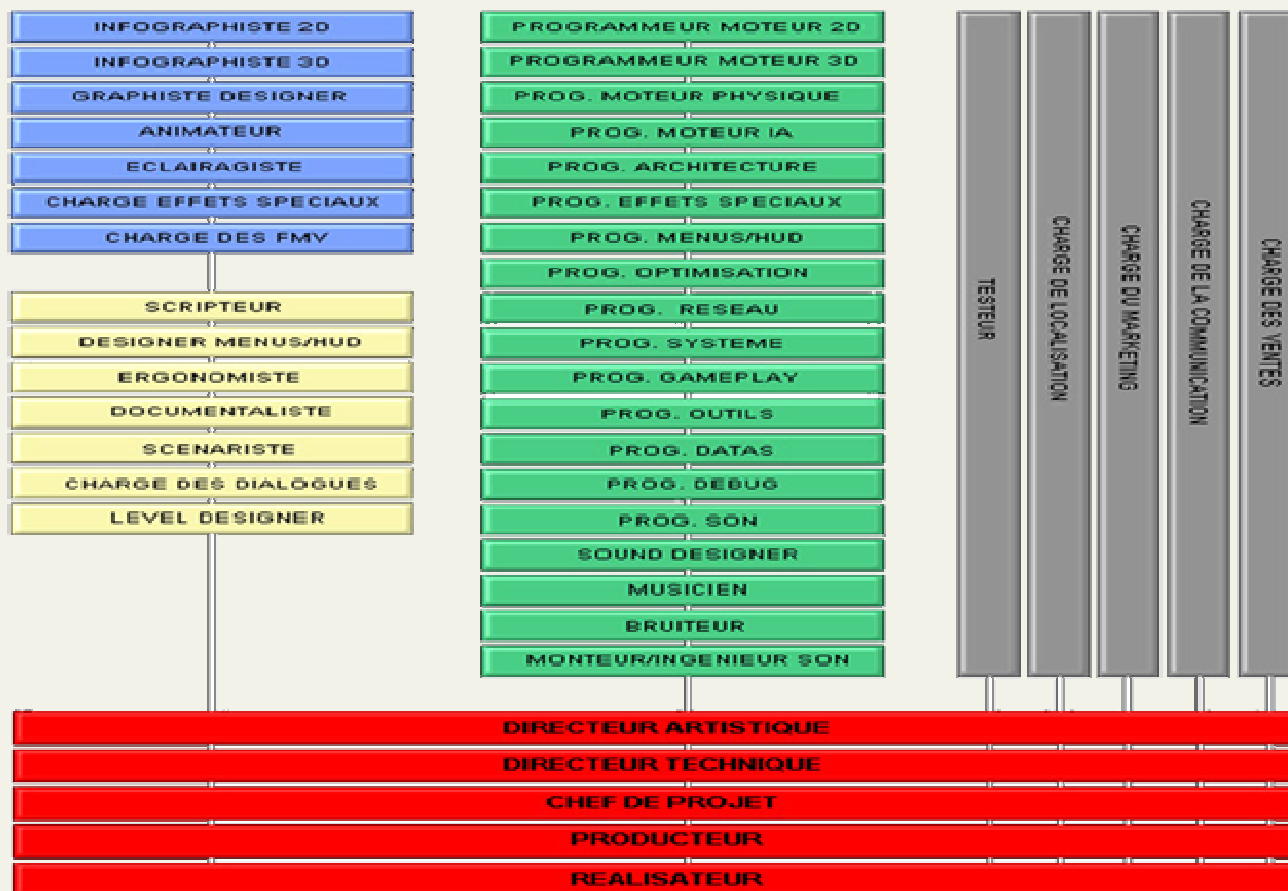 INFOGRAPHISTE 2D
INFOGRAPHISTE 3D
GRAPHISTE DESIGNER
ANIMATEUR
ECLAIRAGISTE
CHARGE EFFETS SPECIAUX
CHARGE DES FMV
SCRIPTEUR
DESIGNER MENUS/HUD
ERGONOMISTE
DOCUMENTALISTE
SCENARISTE
CHARGE DES DIALOGUES
LEVEL DESIGNER
PROGRAMMEUR MOTEUR 2D
PROGRAMMEUR MOTEUR 3D
PROG. MOTEUR PHYSIQUE
PROG. MOTEUR IA
PROG. ARCHITECTURE
PROG. EFFETS SPECIAUX
PROG. MENUS/HUD
PROG. OPTIMISATION
PROG. RESEAU
PROG. SYSTEME
PROG. GAMEPLAY
PROG. OUTILS
PROG. DATAS
PROG. DEBUG
PROG. SON
SOUND DESIGNER
MUSICIEN
BRUITEUR
MONTEUR/INGENIEUR SON
TESTEUR
CHARGE DE LOCALISATION
CHARGE DU MARKETING
CHARGE DE LA COMMUNICATION
CHARGE DES VENTES
DIRECTEUR ARTISTIQUE
DIRECTEUR TECHNIQUE
CHEF DE PROJET
PRODUCTEUR
REALISATEUR